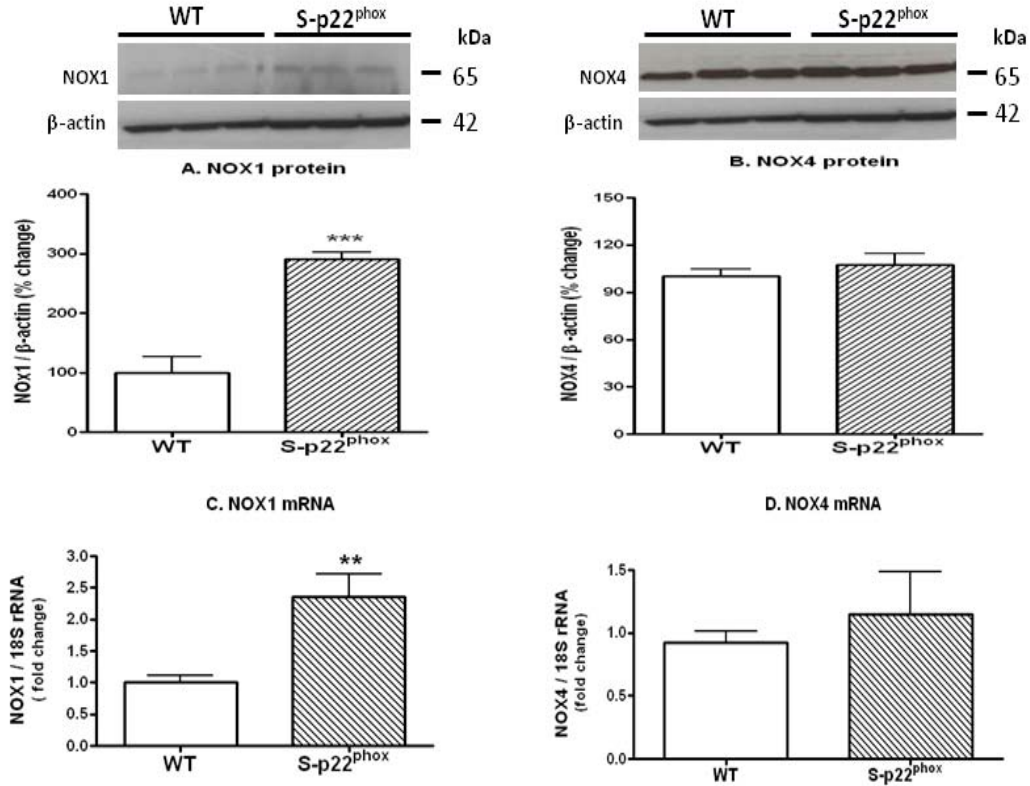 WT S-p22phox
kDa
NOX1 65
β-actin 42
A. NOX1 protein
NOx1 / β-actin (% change)
400
300
200
100
0
***
WT S-p22phox
WT S-p22phox
kDa
NOX4 65
β-actin 42
B. NOX4 protein
NOX4 / β-actin (% change)
150
120
90
60
30
0
WT S-p22phox
C. NOX1 mRNA
NOX1 / 18S rRNA
( fold change)
3.0
2.5
2.0
1.5
1.0
0.5
0.0
**
WT S-p22phox
D. NOX4 mRNA
NOX4 / 18S rRNA
(fold change)
1.5
1.0
0.5
0.0
WT S-p22phox